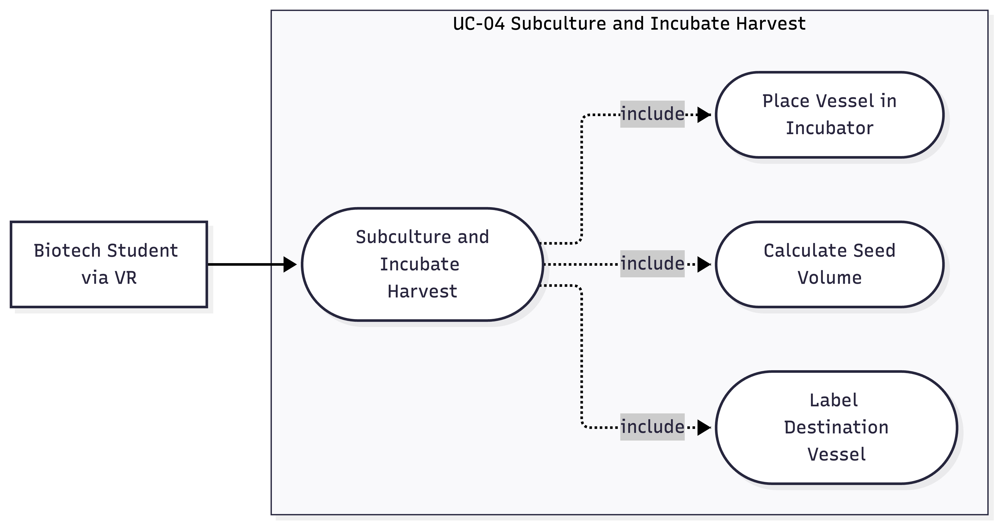 UC-04 Subculture and Incubate Harvest
Biotech Student
via VR
Subculture and
Incubate
Harvest
include
Place Vessel in
Incubator
include
Calculate Seed
Volume
include
Label
Destination
Vessel